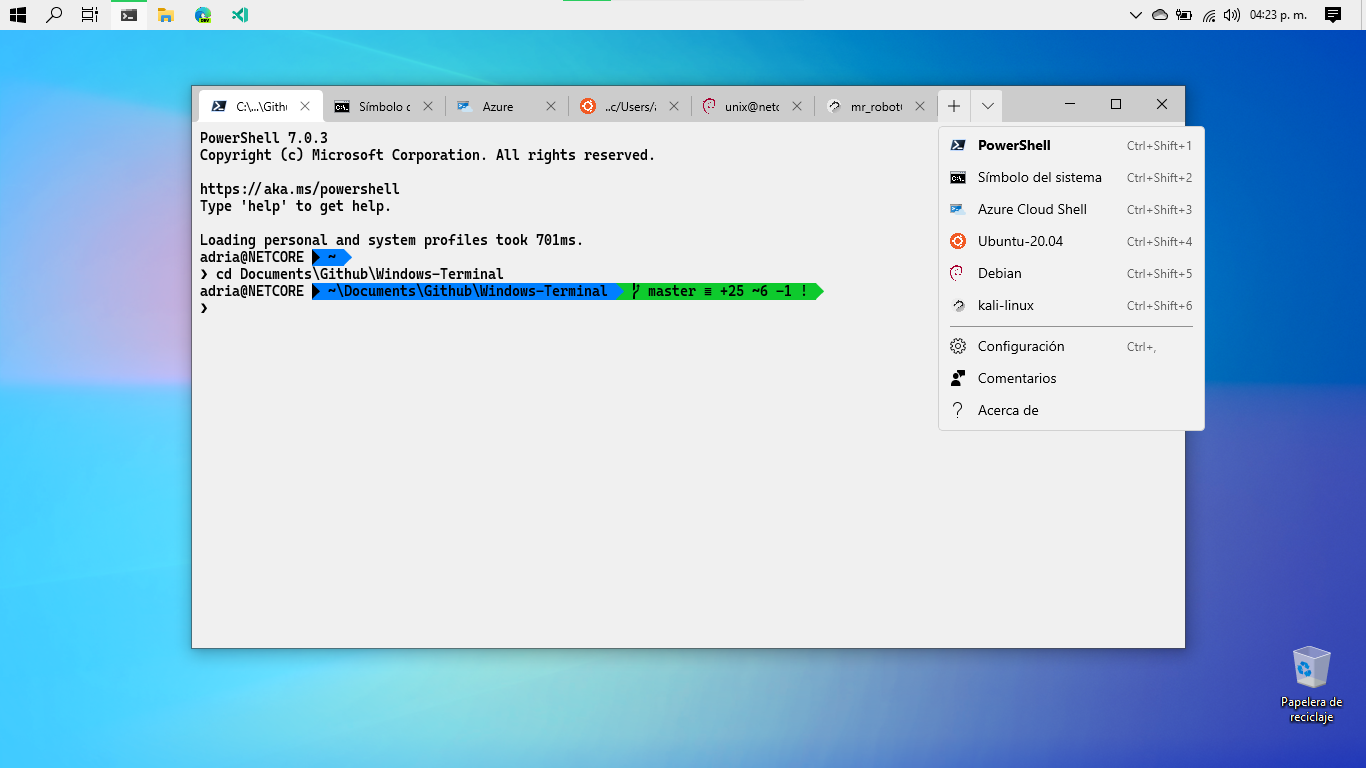 04:23 p. m.
C:\...\Githu
Símbolo d
Azure
..c/Users/a
unix@netc
mr_robot
PowerShell 7.0.3
Copyright (c) Microsoft Corporation. All rights reserved.
https://aka.ms/powershell
Type 'help' to get help.
Loading personal and system profiles took 701ms.
adria@NETCORE ~
❯ cd Documents\Github\Windows-Terminal
adria@NETCORE ~\Documents\Github\Windows-Terminal master ≡ +25 ~6 -1 !
❯
PowerShell Ctrl+Shift+1
Símbolo del sistema Ctrl+Shift+2
Azure Cloud Shell Ctrl+Shift+3
Ubuntu-20.04 Ctrl+Shift+4
Debian Ctrl+Shift+5
kali-linux Ctrl+Shift+6
Configuración Ctrl+,
Comentarios
Acerca de
Papelera de
reciclaje